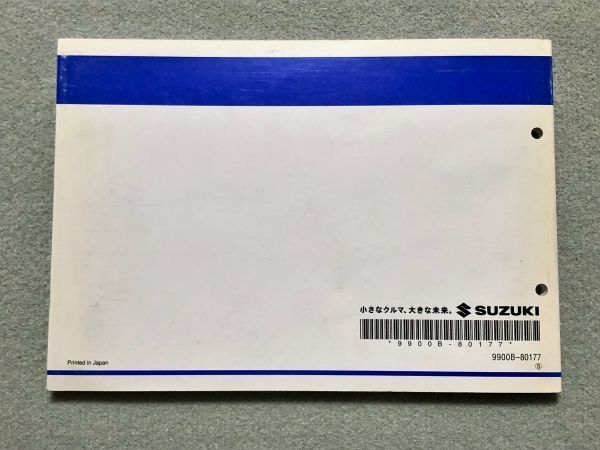 小さなクルマ、大きな未来。 SUZUKI
*9900B-80177*
9900B-80177
Ⓢ
Printed in Japan